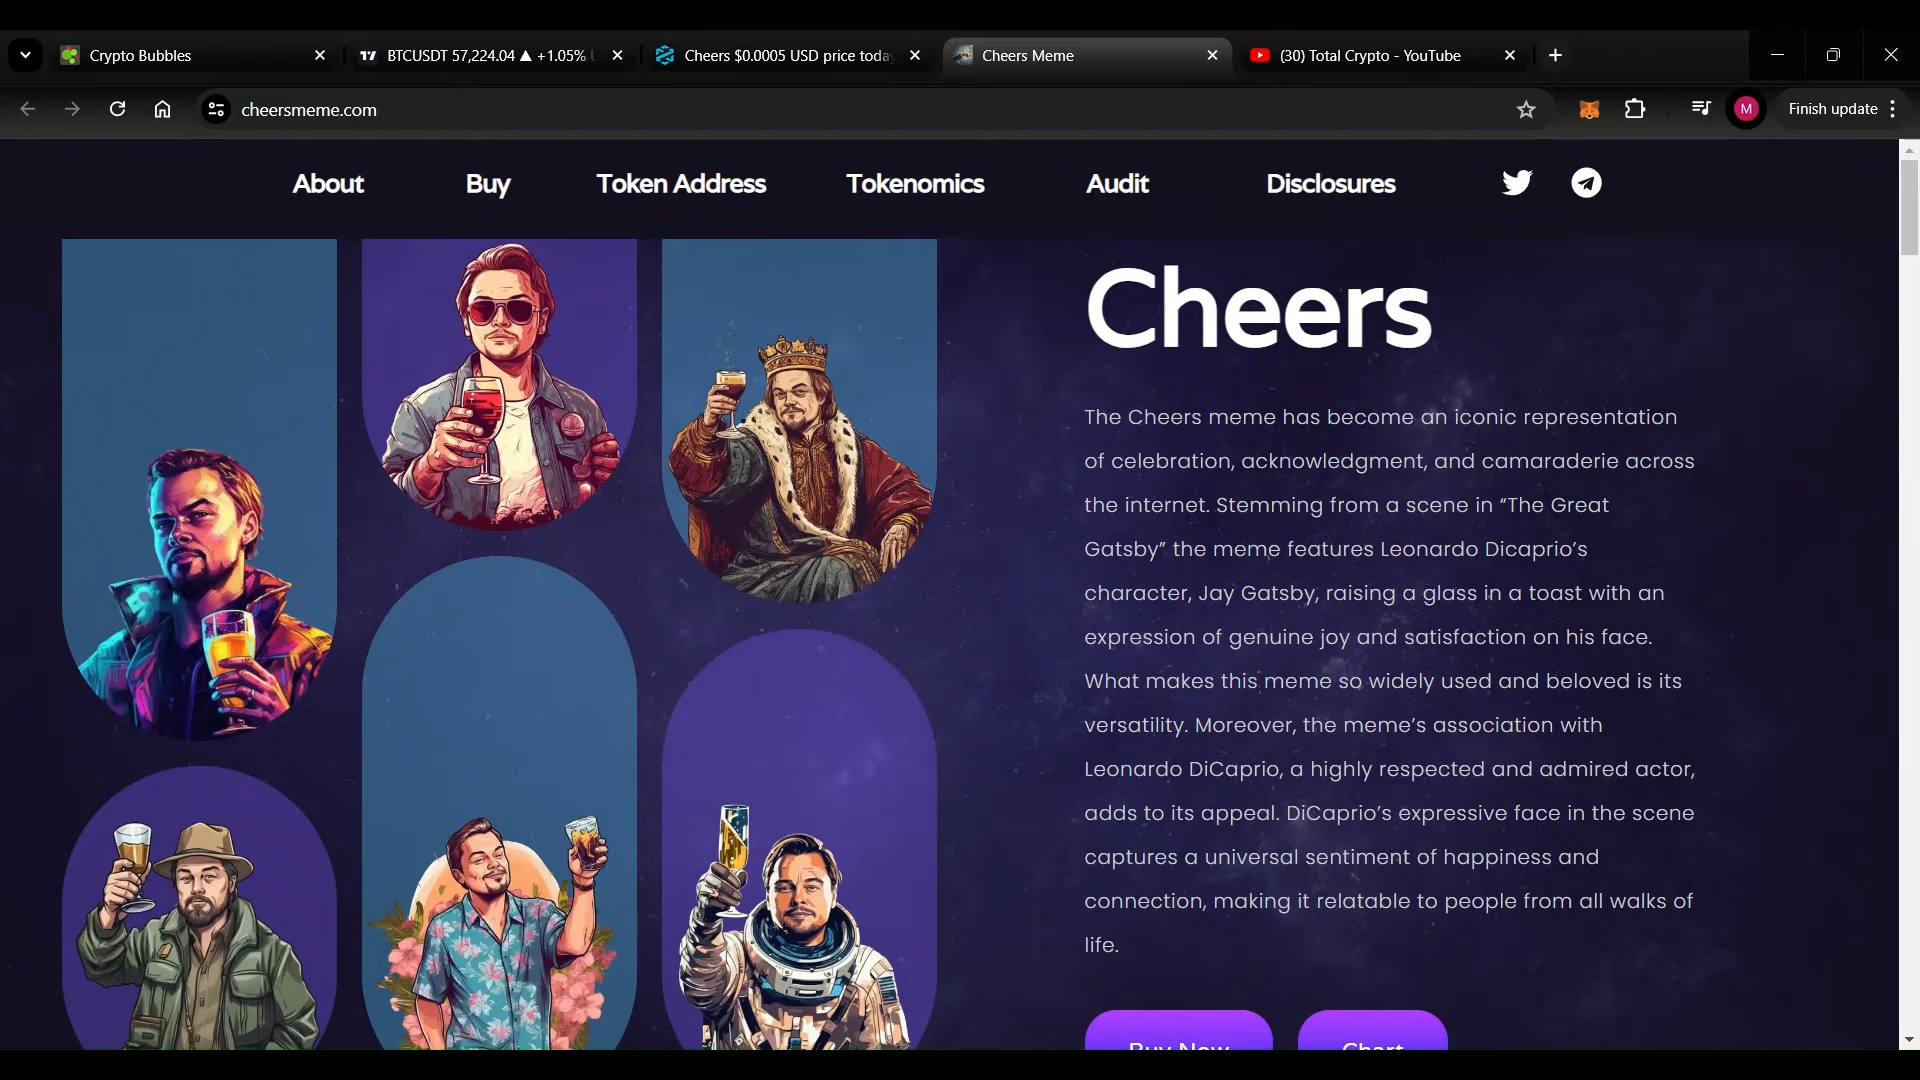 Crypto Bubbles
BTCUSDT 57,224.04 ▲ +1.05%
Cheers $0.0005 USD price today
Cheers Meme
(30) Total Crypto - YouTube
cheersmeme.com
M
Finish update
About
Buy
Token Address
Tokenomics
Audit
Disclosures
Cheers
The Cheers meme has become an iconic representation
of celebration, acknowledgment, and camaraderie across
the internet. Stemming from a scene in “The Great
Gatsby” the meme features Leonardo Dicaprio’s
character, Jay Gatsby, raising a glass in a toast with an
expression of genuine joy and satisfaction on his face.
What makes this meme so widely used and beloved is its
versatility. Moreover, the meme’s association with
Leonardo DiCaprio, a highly respected and admired actor,
adds to its appeal. DiCaprio’s expressive face in the scene
captures a universal sentiment of happiness and
connection, making it relatable to people from all walks of
life.
Buy Now
Chart